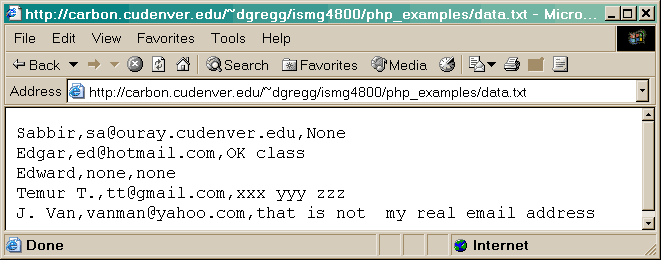 http://carbon.cudenver.edu/~dgregg/ismg4800/php_examples/data.txt - Micro...
File Edit View Favorites Tools Help
Back Search Favorites Media
Address http://carbon.cudenver.edu/~dgregg/ismg4800/php_examples/data.txt
Sabbir,sa@ouray.cudenver.edu,None
Edgar,ed@hotmail.com,OK class
Edward,none,none
Temur T.,tt@gmail.com,xxx yyy zzz
J. Van,vanman@yahoo.com,that is not  my real email address
Done Internet